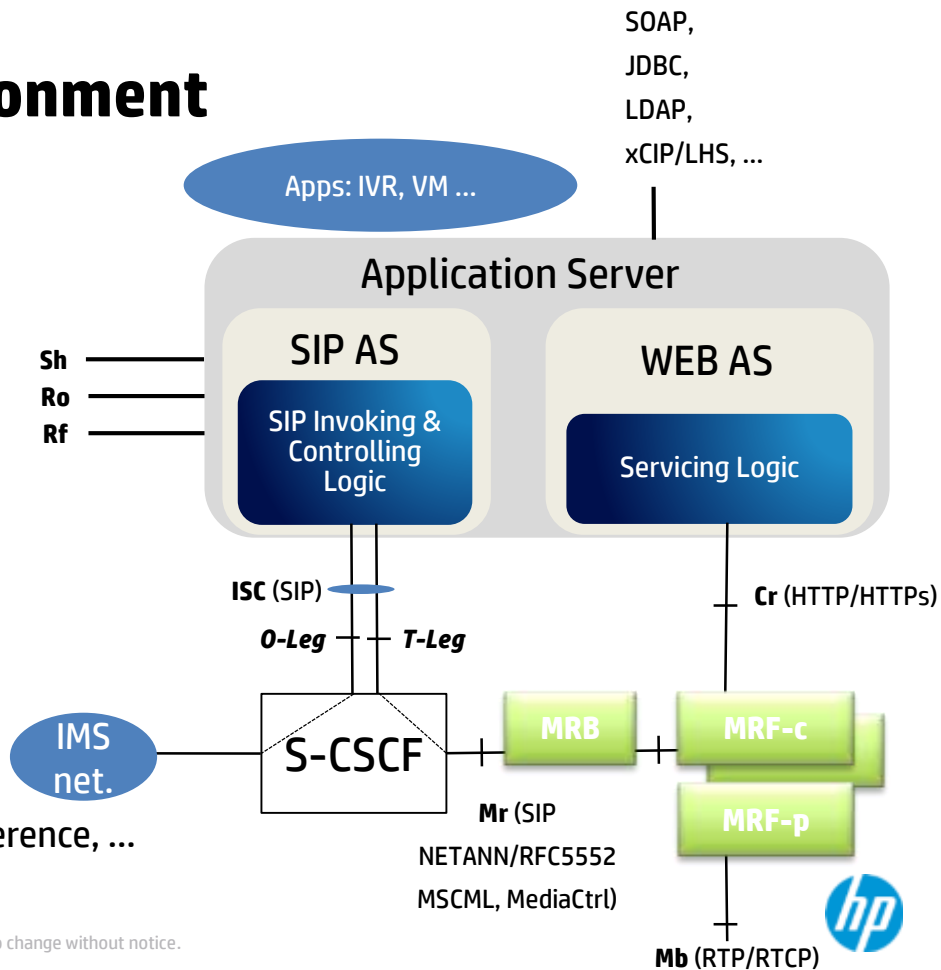 onment
SOAP,
JDBC,
LDAP,
xCIP/LHS, ...
Apps: IVR, VM ...
Application Server
SIP AS
WEB AS
Sh
Ro
Rf
SIP Invoking &
Controlling
Logic
Servicing Logic
ISC (SIP)
Cr (HTTP/HTTPs)
O-Leg
T-Leg
IMS
net.
S-CSCF
MRB
MRF-c
MRF-p
Mr (SIP
NETANN/RFC5552
MSCML, MediaCtrl)
erence, ...
hp
o change without notice.
Mb (RTP/RTCP)